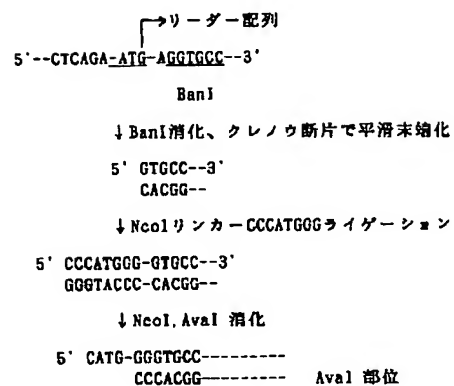 →リーダー配列
5'--CTCAGA-ATG-AGGTGCC--3'
BanI
↓BanI消化、クレノウ断片で平滑末端化
5' GTGCC--3'
CACGG--
↓NcoIリンカーCCCATGGGライゲーション
5' CCCATGGG-GTGCC--3'
GGGTACCC-CACGG--
↓NcoI,AvaI 消化
5' CATG-GGGTGCC---------
CCCACGG--------- AvaI 部位